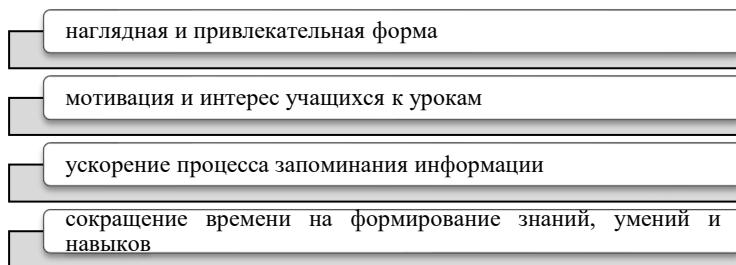 наглядная и привлекательная форма
мотивация и интерес учащихся к урокам
ускорение процесса запоминания информации
сокращение времени на формирование знаний, умений и
навыков